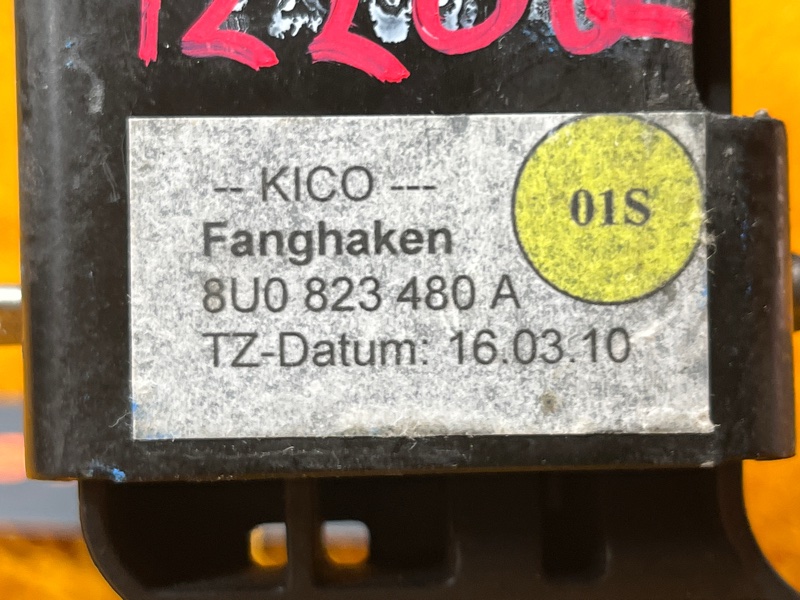 -- KICO ---
01S
Fanghaken
8U0 823 480 A
TZ-Datum: 16.03.10